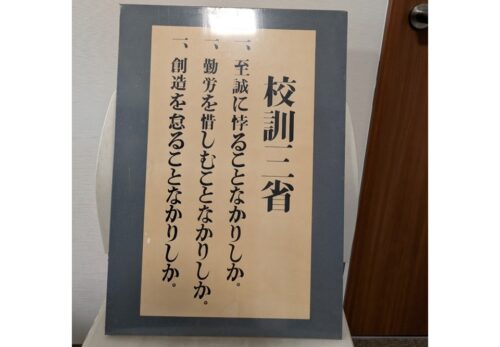 校訓三省
一、至誠に悖ることなかりしか。
一、勤労を惜しむことなかりしか。
一、創造を怠ることなかりしか。